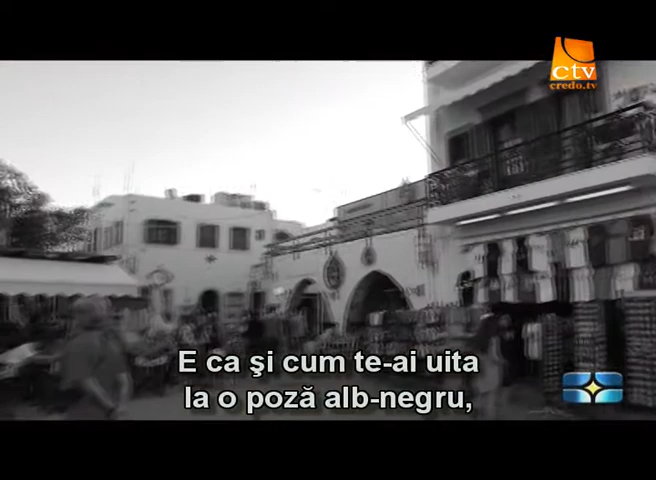 ctv
credo.tv
E ca şi cum te-ai uita
la o poză alb-negru,